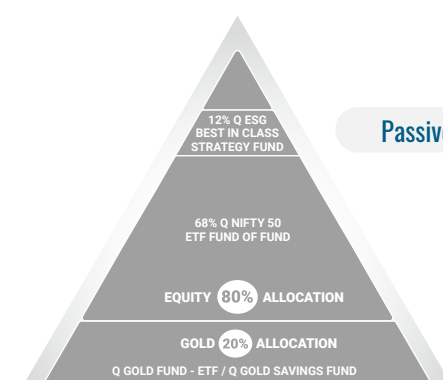 12% Q ESG
BEST IN CLASS
STRATEGY FUND
68% Q NIFTY 50
ETF FUND OF FUND
EQUITY 80% ALLOCATION
GOLD 20% ALLOCATION
Q GOLD FUND - ETF / Q GOLD SAVINGS FUND